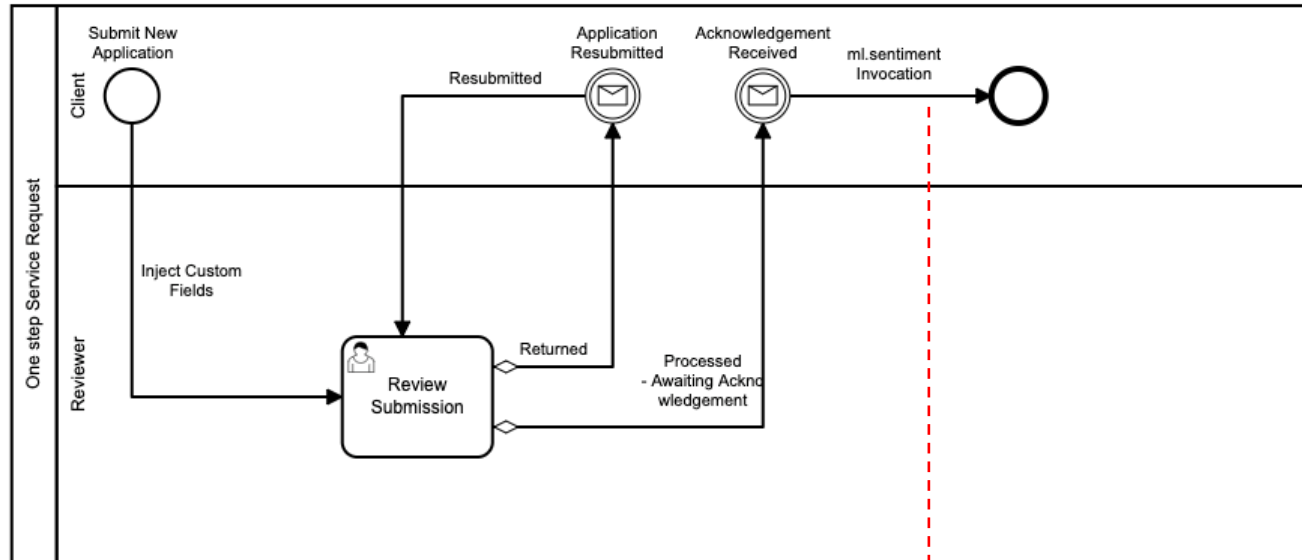 Submit New
Application
Application
Resubmitted
Acknowledgement
Received
ml.sentiment
Invocation
Resubmitted
Client
One step Service Request
Inject Custom
Fields
Reviewer
Review
Submission
Returned
Processed
- Awaiting Ackno
wledgement